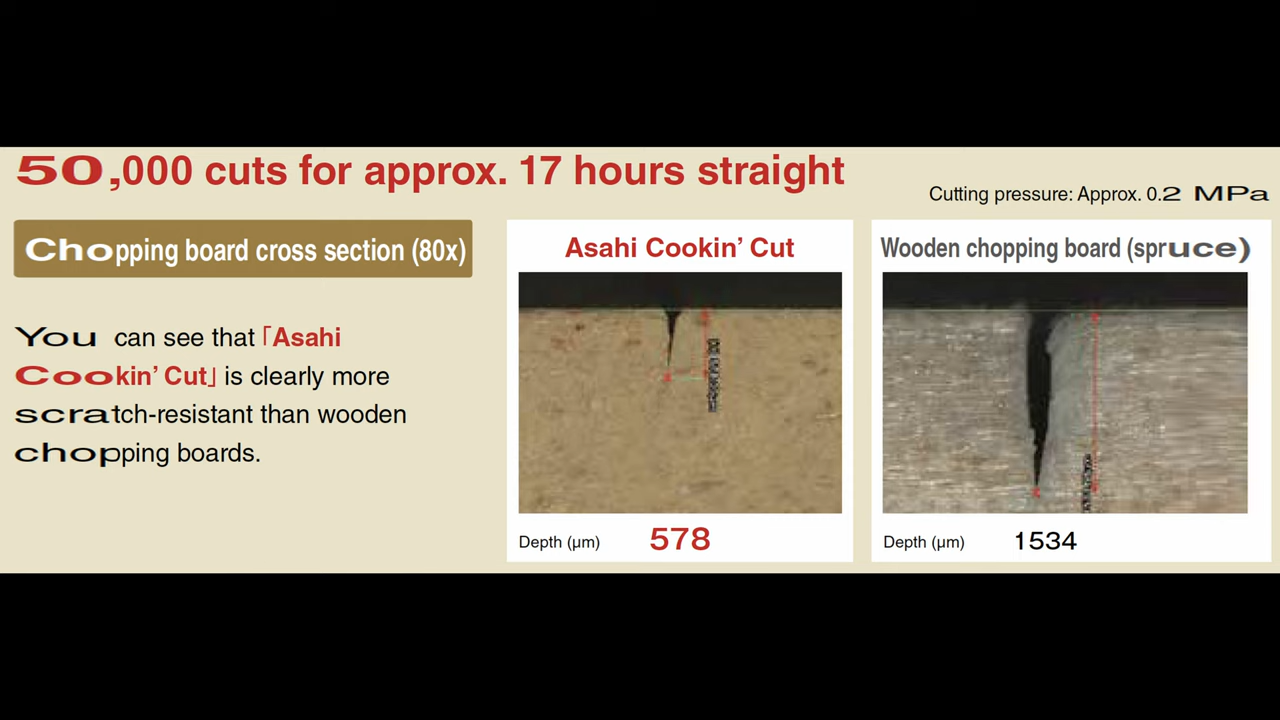 50,000 cuts for approx. 17 hours straight
Cutting pressure: Approx. 0.2 MPa
Chopping board cross section (80x)
You can see that ｢Asahi
Cookin’ Cut｣ is clearly more
scratch-resistant than wooden
chopping boards.
Asahi Cookin’ Cut
Depth (µm) 578
Wooden chopping board (spruce)
Depth (µm) 1534